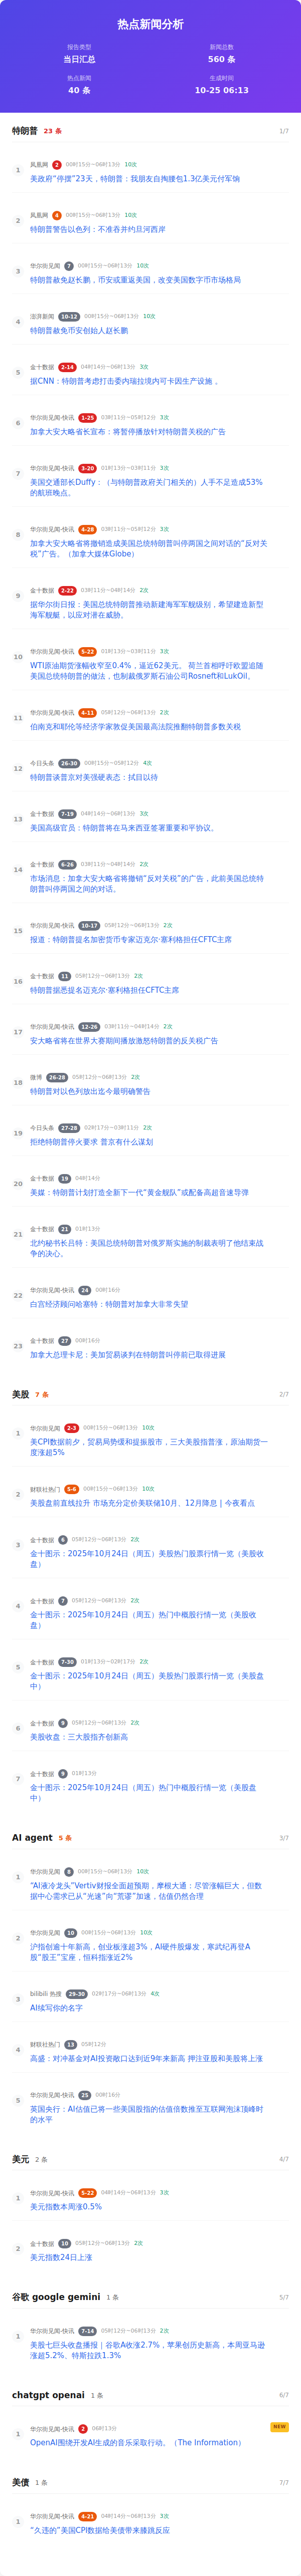 热点新闻分析
报告类型
当日汇总
新闻总数
560 条
热点新闻
40 条
生成时间
10-25 06:13
特朗普 23 条 1/7
1 凤凰网 2 00时15分~06时13分 10次
美政府“停摆”23天，特朗普：我朋友自掏腰包1.3亿美元付军饷
2 凤凰网 4 00时15分~06时13分 10次
特朗普警告以色列：不准吞并约旦河西岸
3 华尔街见闻 7 00时15分~06时13分 10次
特朗普赦免赵长鹏，币安或重返美国，改变美国数字币市场格局
4 澎湃新闻 10-12 00时15分~06时13分 10次
特朗普赦免币安创始人赵长鹏
5 金十数据 2-14 04时14分~06时13分 3次
据CNN：特朗普考虑打击委内瑞拉境内可卡因生产设施 。
6 华尔街见闻-快讯 1-25 03时11分~05时12分 3次
加拿大安大略省长宣布：将暂停播放针对特朗普关税的广告
7 华尔街见闻-快讯 3-20 01时13分~03时11分 3次
美国交通部长Duffy：（与特朗普政府关门相关的）人手不足造成53%
的航班晚点。
8 华尔街见闻-快讯 4-28 03时11分~05时12分 3次
加拿大安大略省将撤销造成美国总统特朗普叫停两国之间对话的“反对关
税”广告。（加拿大媒体Globe）
9 金十数据 2-22 03时11分~04时14分 2次
据华尔街日报：美国总统特朗普推动新建海军军舰级别，希望建造新型
海军舰艇，以应对潜在威胁。
10 华尔街见闻-快讯 5-22 01时13分~03时11分 3次
WTI原油期货涨幅收窄至0.4%，逼近62美元。 荷兰首相呼吁欧盟追随
美国总统特朗普的做法，也制裁俄罗斯石油公司Rosneft和LukOil。
11 华尔街见闻-快讯 4-11 05时12分~06时13分 2次
伯南克和耶伦等经济学家敦促美国最高法院推翻特朗普多数关税
12 今日头条 26-30 00时15分~05时12分 4次
特朗普谈普京对美强硬表态：拭目以待
13 金十数据 7-19 04时14分~06时13分 3次
美国高级官员：特朗普将在马来西亚签署重要和平协议。
14 金十数据 6-26 03时11分~04时14分 2次
市场消息：加拿大安大略省将撤销“反对关税”的广告，此前美国总统特
朗普叫停两国之间的对话。
15 华尔街见闻-快讯 10-17 05时12分~06时13分 2次
报道：特朗普提名加密货币专家迈克尔·塞利格担任CFTC主席
16 金十数据 11 05时12分~06时13分 2次
特朗普据悉提名迈克尔·塞利格担任CFTC主席
17 华尔街见闻-快讯 12-26 03时11分~04时14分 2次
安大略省将在世界大赛期间播放激怒特朗普的反关税广告
18 微博 26-28 05时12分~06时13分 2次
特朗普对以色列放出迄今最明确警告
19 今日头条 27-28 02时17分~03时11分 2次
拒绝特朗普停火要求 普京有什么谋划
20 金十数据 19 04时14分
美媒：特朗普计划打造全新下一代“黄金舰队”或配备高超音速导弹
21 金十数据 21 01时13分
北约秘书长吕特：美国总统特朗普对俄罗斯实施的制裁表明了他结束战
争的决心。
22 华尔街见闻-快讯 24 00时16分
白宫经济顾问哈塞特：特朗普对加拿大非常失望
23 金十数据 27 00时16分
加拿大总理卡尼：美加贸易谈判在特朗普叫停前已取得进展
美股 7 条 2/7
1 华尔街见闻 2-3 00时15分~06时13分 10次
美CPI数据前夕，贸易局势缓和提振股市，三大美股指普涨，原油期货一
度涨超5%
2 财联社热门 5-6 00时15分~06时13分 10次
美股盘前直线拉升 市场充分定价美联储10月、12月降息 | 今夜看点
3 金十数据 6 05时12分~06时13分 2次
金十图示：2025年10月24日（周五）美股热门股票行情一览（美股收
盘）
4 金十数据 7 05时12分~06时13分 2次
金十图示：2025年10月24日（周五）热门中概股行情一览（美股收
盘）
5 金十数据 7-30 01时13分~02时17分 2次
金十图示：2025年10月24日（周五）美股热门股票行情一览（美股盘
中）
6 金十数据 9 05时12分~06时13分 2次
美股收盘：三大股指齐创新高
7 金十数据 9 01时13分
金十图示：2025年10月24日（周五）热门中概股行情一览（美股盘
中）
AI agent 5 条 3/7
1 华尔街见闻 8 00时15分~06时13分 10次
“AI液冷龙头”Vertiv财报全面超预期，摩根大通：尽管涨幅巨大，但数
据中心需求已从“光速”向“荒谬”加速，估值仍然合理
2 华尔街见闻 10 00时15分~06时13分 10次
沪指创逾十年新高，创业板涨超3%，AI硬件股爆发，寒武纪再登A
股“股王”宝座，恒科指涨近2%
3 bilibili 热搜 29-30 02时17分~06时13分 4次
AI续写你的名字
4 财联社热门 13 05时12分
高盛：对冲基金对AI投资敞口达到近9年来新高 押注亚股和美股将上涨
5 华尔街见闻-快讯 25 00时16分
英国央行：AI估值已将一些美国股指的估值倍数推至互联网泡沫顶峰时
的水平
美元 2 条 4/7
1 华尔街见闻-快讯 5-22 04时14分~06时13分 3次
美元指数本周涨0.5%
2 金十数据 10 05时12分~06时13分 2次
美元指数24日上涨
谷歌 google gemini 1 条 5/7
1 华尔街见闻-快讯 7-14 05时12分~06时13分 2次
美股七巨头收盘播报｜谷歌A收涨2.7%，苹果创历史新高，本周亚马逊
涨超5.2%、特斯拉跌1.3%
chatgpt openai 1 条 6/7
1 华尔街见闻-快讯 2 06时13分 NEW
OpenAI围绕开发AI生成的音乐采取行动。（The Information）
美债 1 条 7/7
1 华尔街见闻-快讯 4-21 04时14分~06时13分 3次
“久违的”美国CPI数据给美债带来膝跳反应